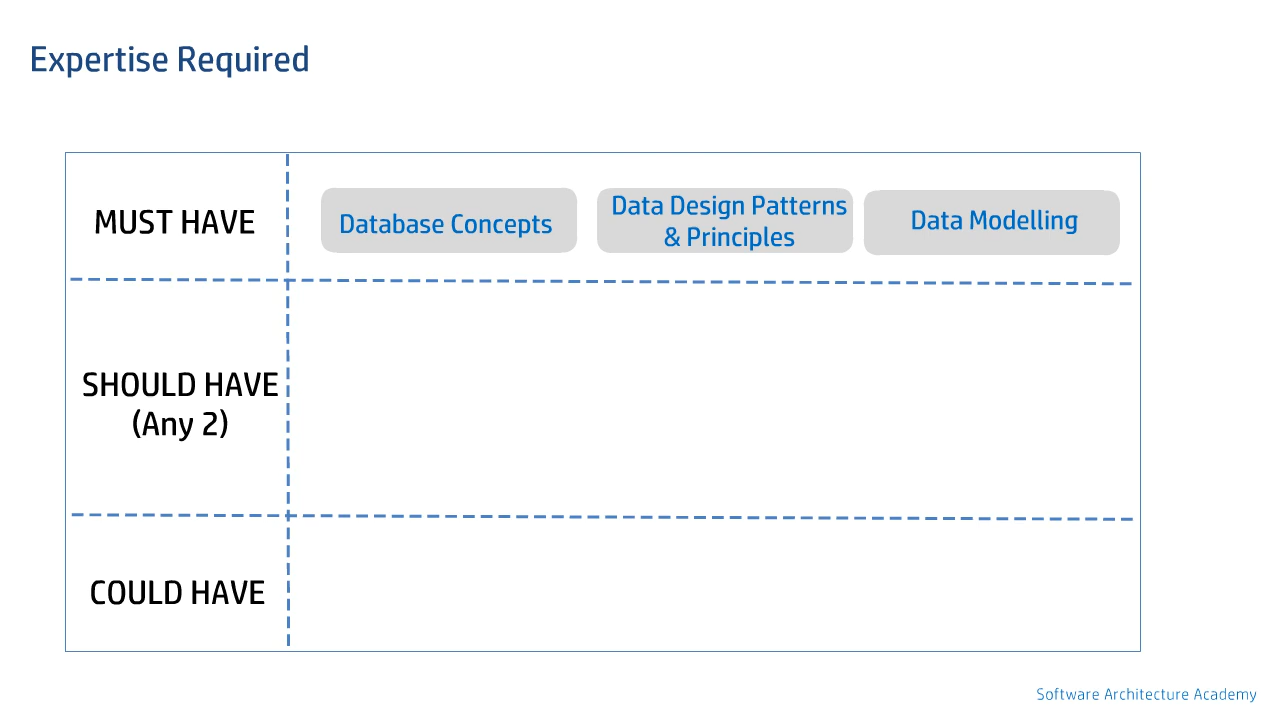 Expertise Required
MUST HAVE
Database Concepts
Data Design Patterns
& Principles
Data Modelling
SHOULD HAVE
(Any 2)
COULD HAVE
Software Architecture Academy